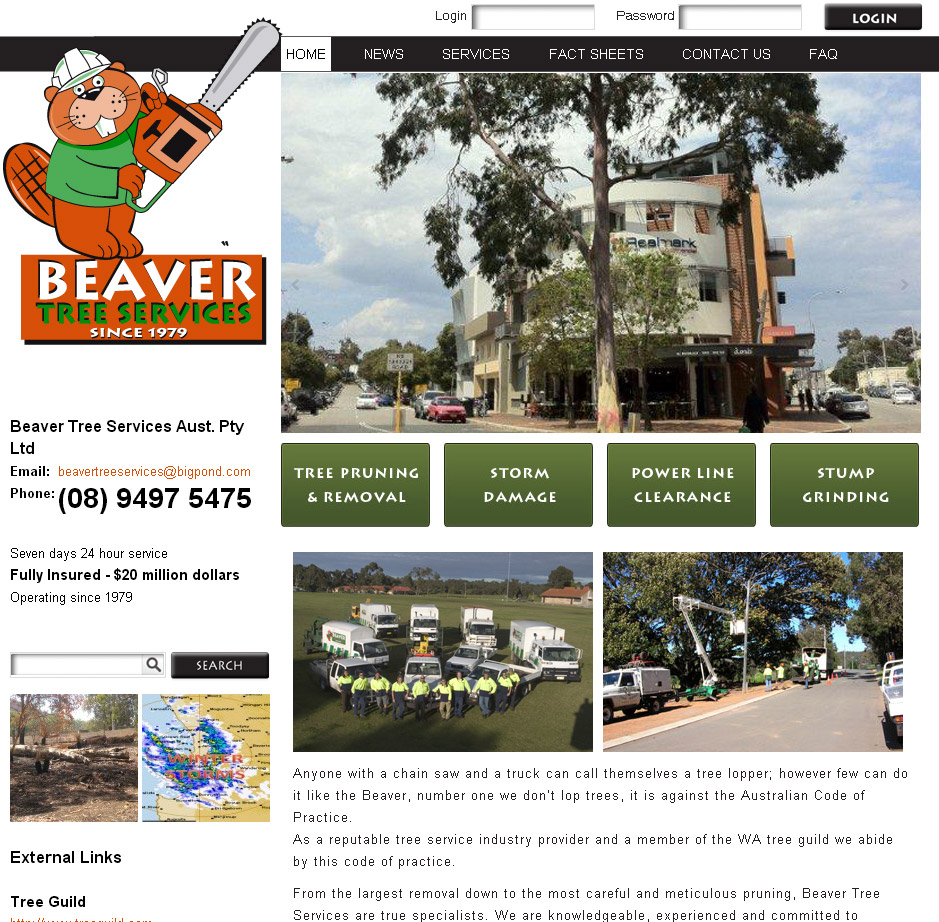 Login
Password
LOGIN
HOME
NEWS
SERVICES
FACT SHEETS
CONTACT US
FAQ
BEAVER
TREE SERVICES
SINCE 1979
Realmark
Beaver Tree Services Aust. Pty
Ltd
Email: beavertreeservices@bigpond.com
Phone: (08) 9497 5475
Seven days 24 hour service
Fully Insured - $20 million dollars
Operating since 1979
SEARCH
WINTER
STORMS
External Links
Tree Guild
http://www.treeguild.com
TREE PRUNING
& REMOVAL
STORM
DAMAGE
POWER LINE
CLEARANCE
STUMP
GRINDING
Anyone with a chain saw and a truck can call themselves a tree lopper; however few can do
it like the Beaver, number one we don't lop trees, it is against the Australian Code of
Practice.
As a reputable tree service industry provider and a member of the WA tree guild we abide
by this code of practice.
From the largest removal down to the most careful and meticulous pruning, Beaver Tree
Services are true specialists. We are knowledgeable, experienced and committed to